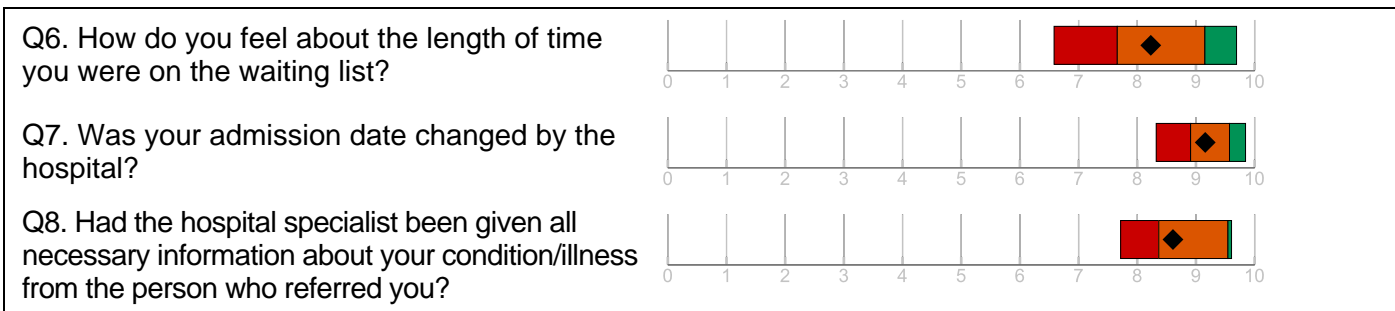 Q6. How do you feel about the length of time
you were on the waiting list?
0 1 2 3 4 5 6 7 8 9 10
Q7. Was your admission date changed by the
hospital?
0 1 2 3 4 5 6 7 8 9 10
Q8. Had the hospital specialist been given all
necessary information about your condition/illness
from the person who referred you?
0 1 2 3 4 5 6 7 8 9 10